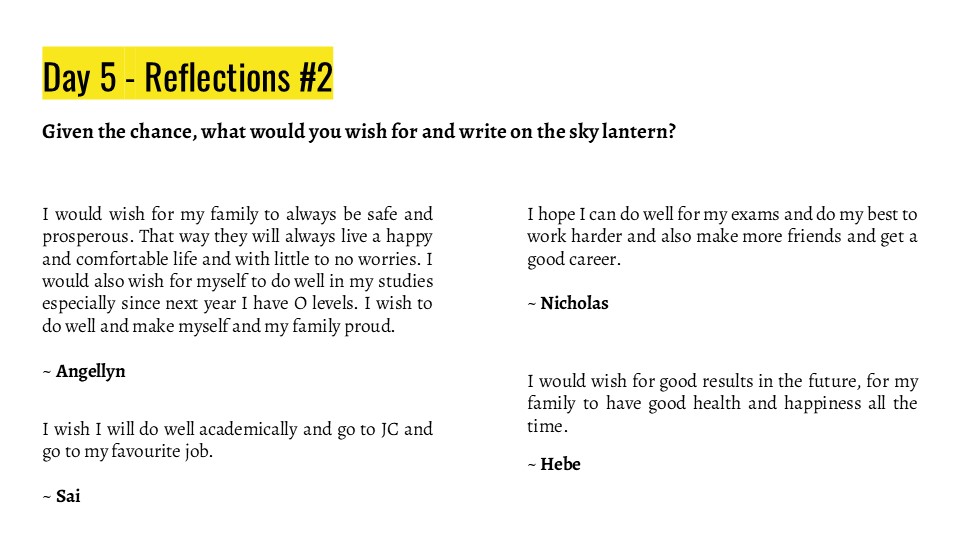 Day 5 - Reflections #2
Given the chance, what would you wish for and write on the sky lantern?
I would wish for my family to always be safe and
prosperous. That way they will always live a happy
and comfortable life and with little to no worries. I
would also wish for myself to do well in my studies
especially since next year I have O levels. I wish to
do well and make myself and my family proud.
~ Angellyn
I wish I will do well academically and go to JC and
go to my favourite job.
~ Sai
I hope I can do well for my exams and do my best to
work harder and also make more friends and get a
good career.
~ Nicholas
I would wish for good results in the future, for my
family to have good health and happiness all the
time.
~ Hebe